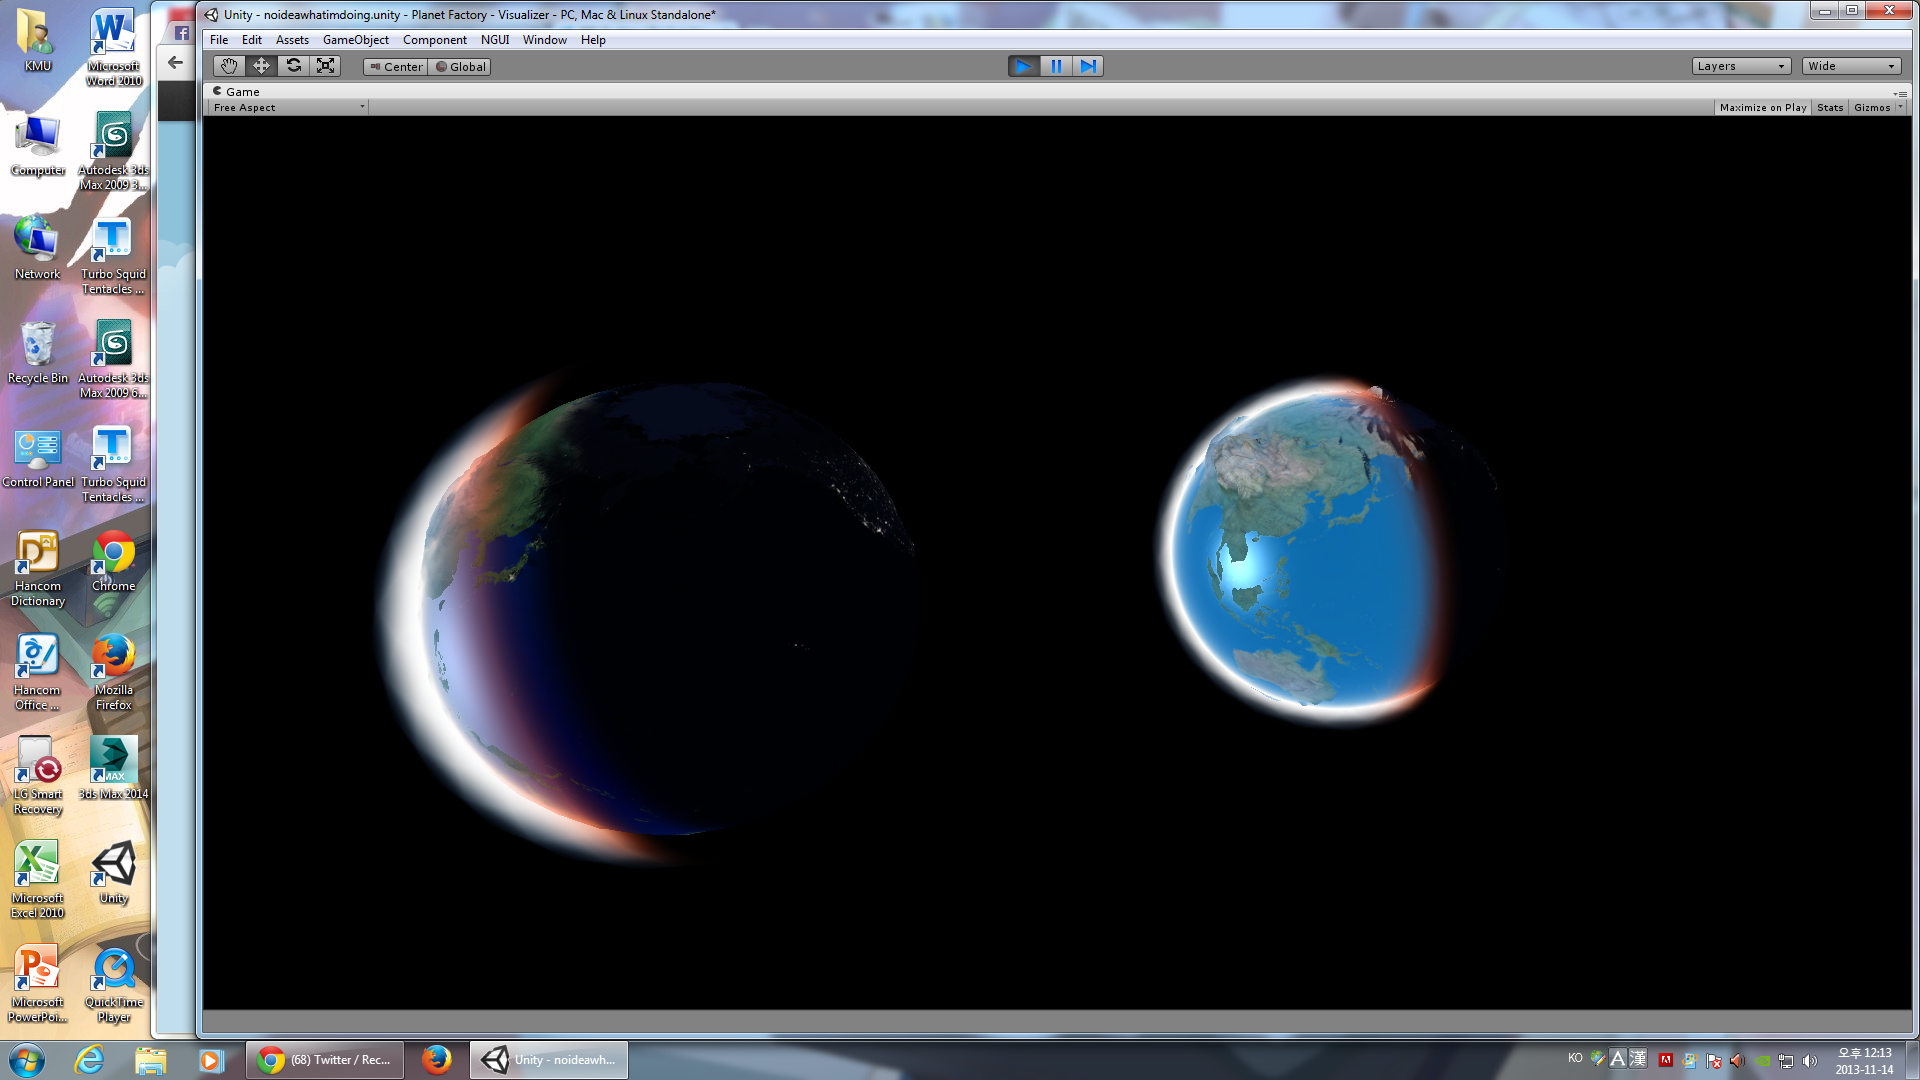 Unity - noideawhatimdoing.unity - Planet Factory - Visualizer - PC, Mac & Linux Standalone*
File Edit Assets GameObject Component NGUI Window Help
Center Global
Layers
Wide
Game
Free Aspect
Maximize on Play Stats Gizmos
KMU
Microsoft
Word 2010
Computer
Autodesk 3ds
Max 2009 3...
Network
Turbo Squid
Tentacles ...
Recycle Bin
Autodesk 3ds
Max 2009 6...
Control Panel
Turbo Squid
Tentacles ...
Hancom
Dictionary
Chrome
Hancom
Office ...
Mozilla
Firefox
LG Smart
Recovery
MAX
3ds Max 2014
Microsoft
Excel 2010
Unity
Microsoft
PowerPoi...
QuickTime
Player
(68) Twitter / Rec...
Unity - noideawh...
KO
A 漢
오후 12:13
2013-11-14